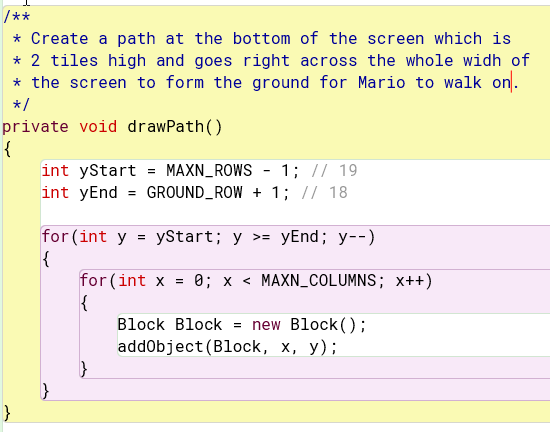 /**
 * Create a path at the bottom of the screen which is
 * 2 tiles high and goes right across the whole widh of
 * the screen to form the ground for Mario to walk on.
 */
private void drawPath()
{
    int yStart = MAXN_ROWS - 1; // 19
    int yEnd = GROUND_ROW + 1; // 18

    for(int y = yStart; y >= yEnd; y--)
    {
        for(int x = 0; x < MAXN_COLUMNS; x++)
        {
            Block Block = new Block();
            addObject(Block, x, y);
        }
    }
}